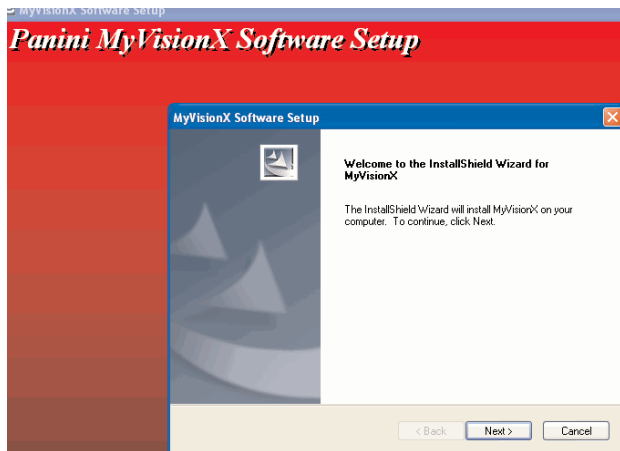 MyVisionX Software Setup
Panini MyVisionX Software Setup
MyVisionX Software Setup
Welcome to the InstallShield Wizard for
MyVisionX
The InstallShield Wizard will install MyVisionX on your
computer. To continue, click Next.
< Back Next > Cancel